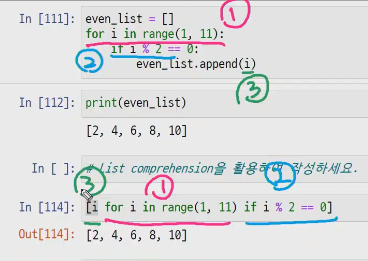 In [111]: even_list = [] ①
for i in range(1, 11):
② if i % 2 == 0:
even_list.append(i)
③
In [112]: print(even_list)
[2, 4, 6, 8, 10]
In [ ]: # List comprehension을 활용하여 작성하세요.
③ ① ②
In [114]: [i for i in range(1, 11) if i % 2 == 0]
Out[114]: [2, 4, 6, 8, 10]